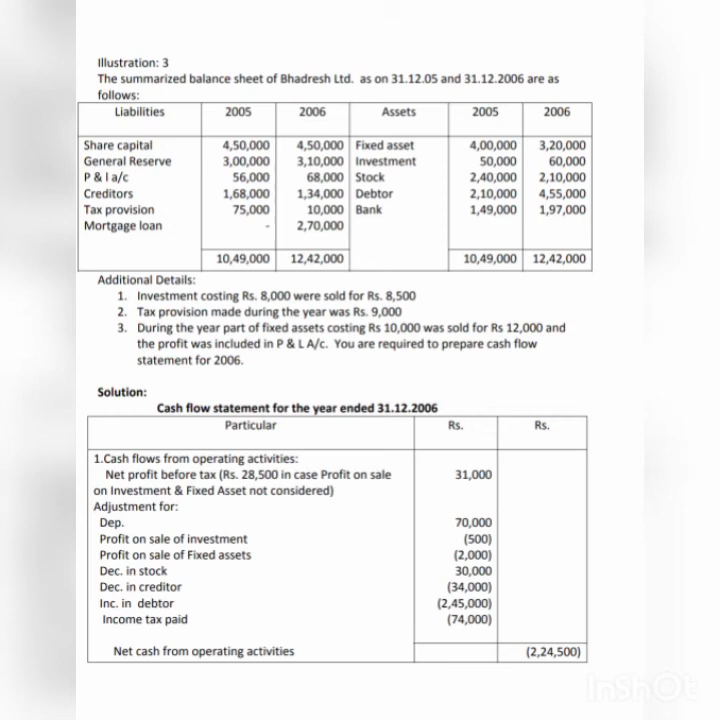 Illustration: 3
The summarized balance sheet of Bhadresh Ltd. as on 31.12.05 and 31.12.2006 are as
follows:
Liabilities 2005 2006 Assets 2005 2006
Share capital 4,50,000 4,50,000 Fixed asset 4,00,000 3,20,000
General Reserve 3,00,000 3,10,000 Investment 50,000 60,000
P & l a/c 56,000 68,000 Stock 2,40,000 2,10,000
Creditors 1,68,000 1,34,000 Debtor 2,10,000 4,55,000
Tax provision 75,000 10,000 Bank 1,49,000 1,97,000
Mortgage loan - 2,70,000
10,49,000 12,42,000 10,49,000 12,42,000
Additional Details:
1. Investment costing Rs. 8,000 were sold for Rs. 8,500
2. Tax provision made during the year was Rs. 9,000
3. During the year part of fixed assets costing Rs 10,000 was sold for Rs 12,000 and
the profit was included in P & L A/c. You are required to prepare cash flow
statement for 2006.
Solution:
Cash flow statement for the year ended 31.12.2006
Particular Rs. Rs.
1.Cash flows from operating activities:
Net profit before tax (Rs. 28,500 in case Profit on sale 31,000
on Investment & Fixed Asset not considered)
Adjustment for:
Dep. 70,000
Profit on sale of investment (500)
Profit on sale of Fixed assets (2,000)
Dec. in stock 30,000
Dec. in creditor (34,000)
Inc. in debtor (2,45,000)
Income tax paid (74,000)
Net cash from operating activities (2,24,500)
InShOt